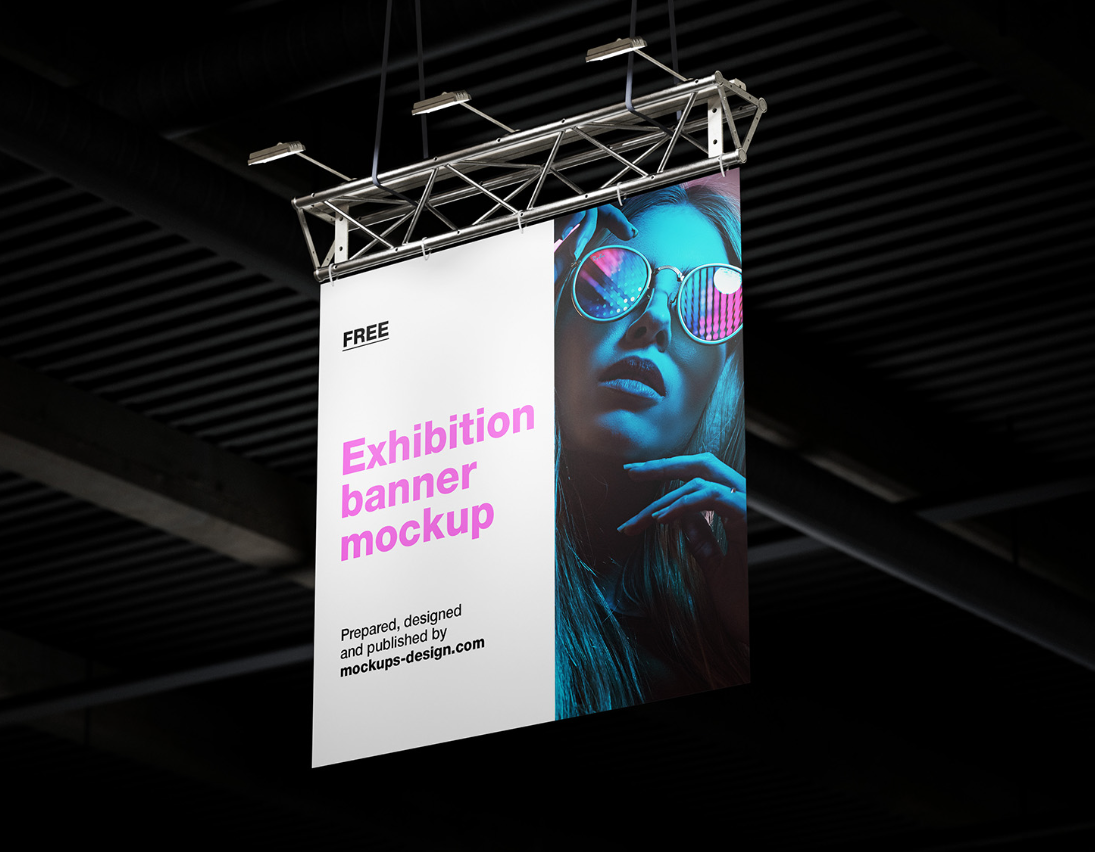 FREE
Exhibition
banner
mockup
Prepared, designed
and published by
mockups-design.com